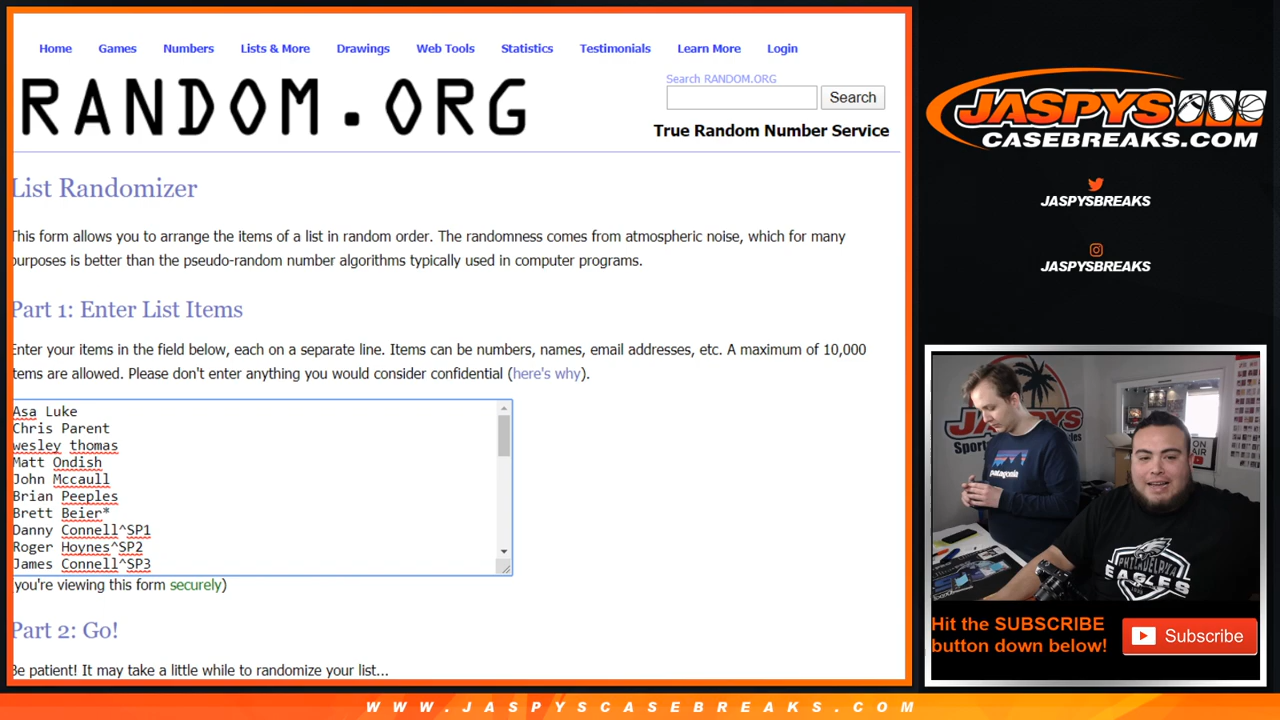 Home Games Numbers Lists & More Drawings Web Tools Statistics Testimonials Learn More Login
RANDOM.ORG
Search RANDOM.ORG
Search
True Random Number Service
List Randomizer
This form allows you to arrange the items of a list in random order. The randomness comes from atmospheric noise, which for many
purposes is better than the pseudo-random number algorithms typically used in computer programs.
Part 1: Enter List Items
Enter your items in the field below, each on a separate line. Items can be numbers, names, email addresses, etc. A maximum of 10,000
items are allowed. Please don't enter anything you would consider confidential (here's why).
Asa Luke
Chris Parent
wesley thomas
Matt Ondish
John Mccaull
Brian Peeples
Brett Beier*
Danny Connell^SP1
Roger Hoynes^SP2
James Connell^SP3
(you're viewing this form securely)
Part 2: Go!
Be patient! It may take a little while to randomize your list...
JASPYS
CASEBREAKS.COM
JASPYSBREAKS
JASPYSBREAKS
JASPYS
patagonia
ON
AIR
PHILADELPHIA
EAGLES
Hit the SUBSCRIBE
button down below!
Subscribe
WWW.JASPYSCASEBREAKS.COM